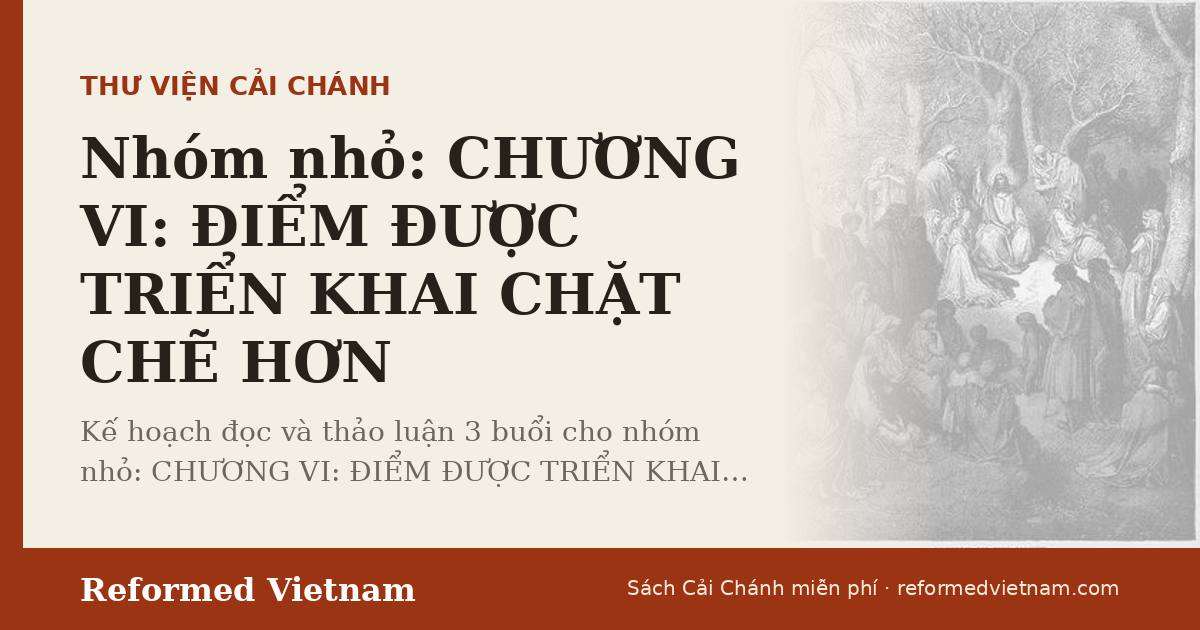 THƯ VIỆN CẢI CHÁNH
Nhóm nhỏ: CHƯƠNG
VI: ĐIỂM ĐƯỢC
TRIỂN KHAI CHẶT
CHẼ HƠN
Kế hoạch đọc và thảo luận 3 buổi cho nhóm
nhỏ: CHƯƠNG VI: ĐIỂM ĐƯỢC TRIỂN KHAI…
Reformed Vietnam
Sách Cải Chánh miễn phí · reformedvietnam.com